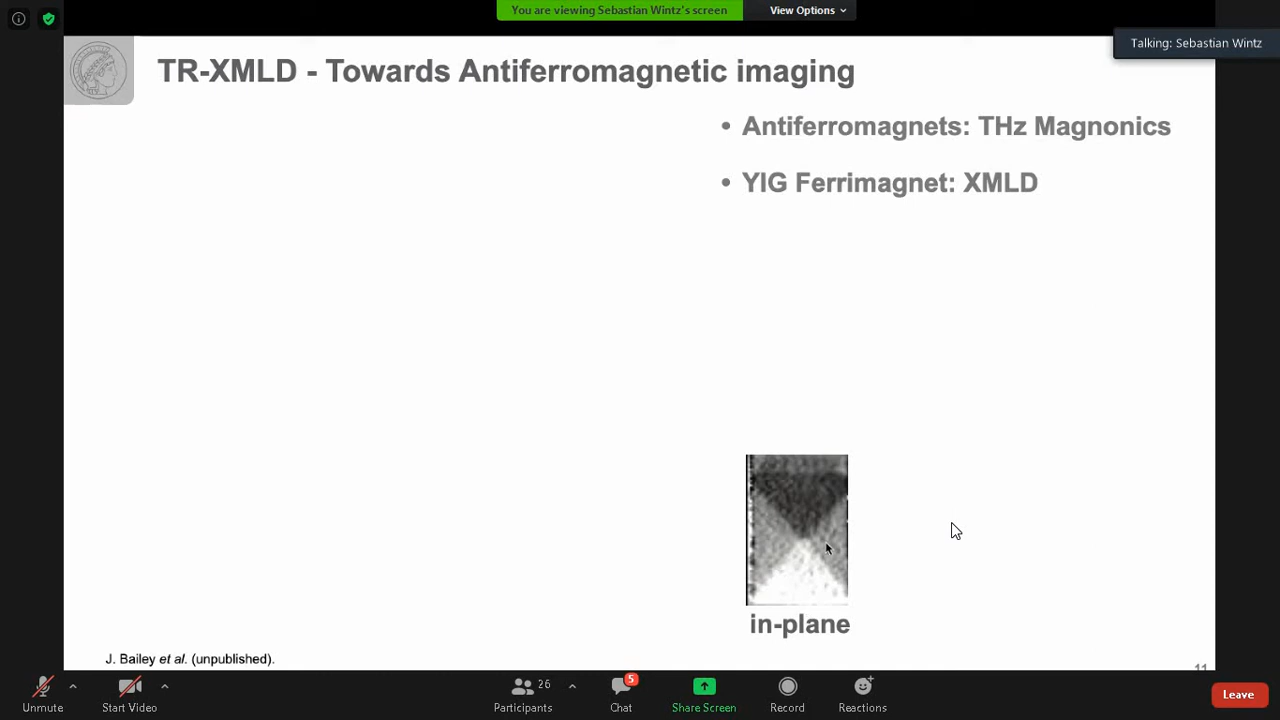 You are viewing Sebastian Wintz's screen
View Options
Talking: Sebastian Wintz
TR-XMLD - Towards Antiferromagnetic imaging
• Antiferromagnets: THz Magnonics
• YIG Ferrimagnet: XMLD
in-plane
J. Bailey et al. (unpublished).
11
Unmute
Start Video
26
Participants
5
Chat
Share Screen
Record
Reactions
Leave